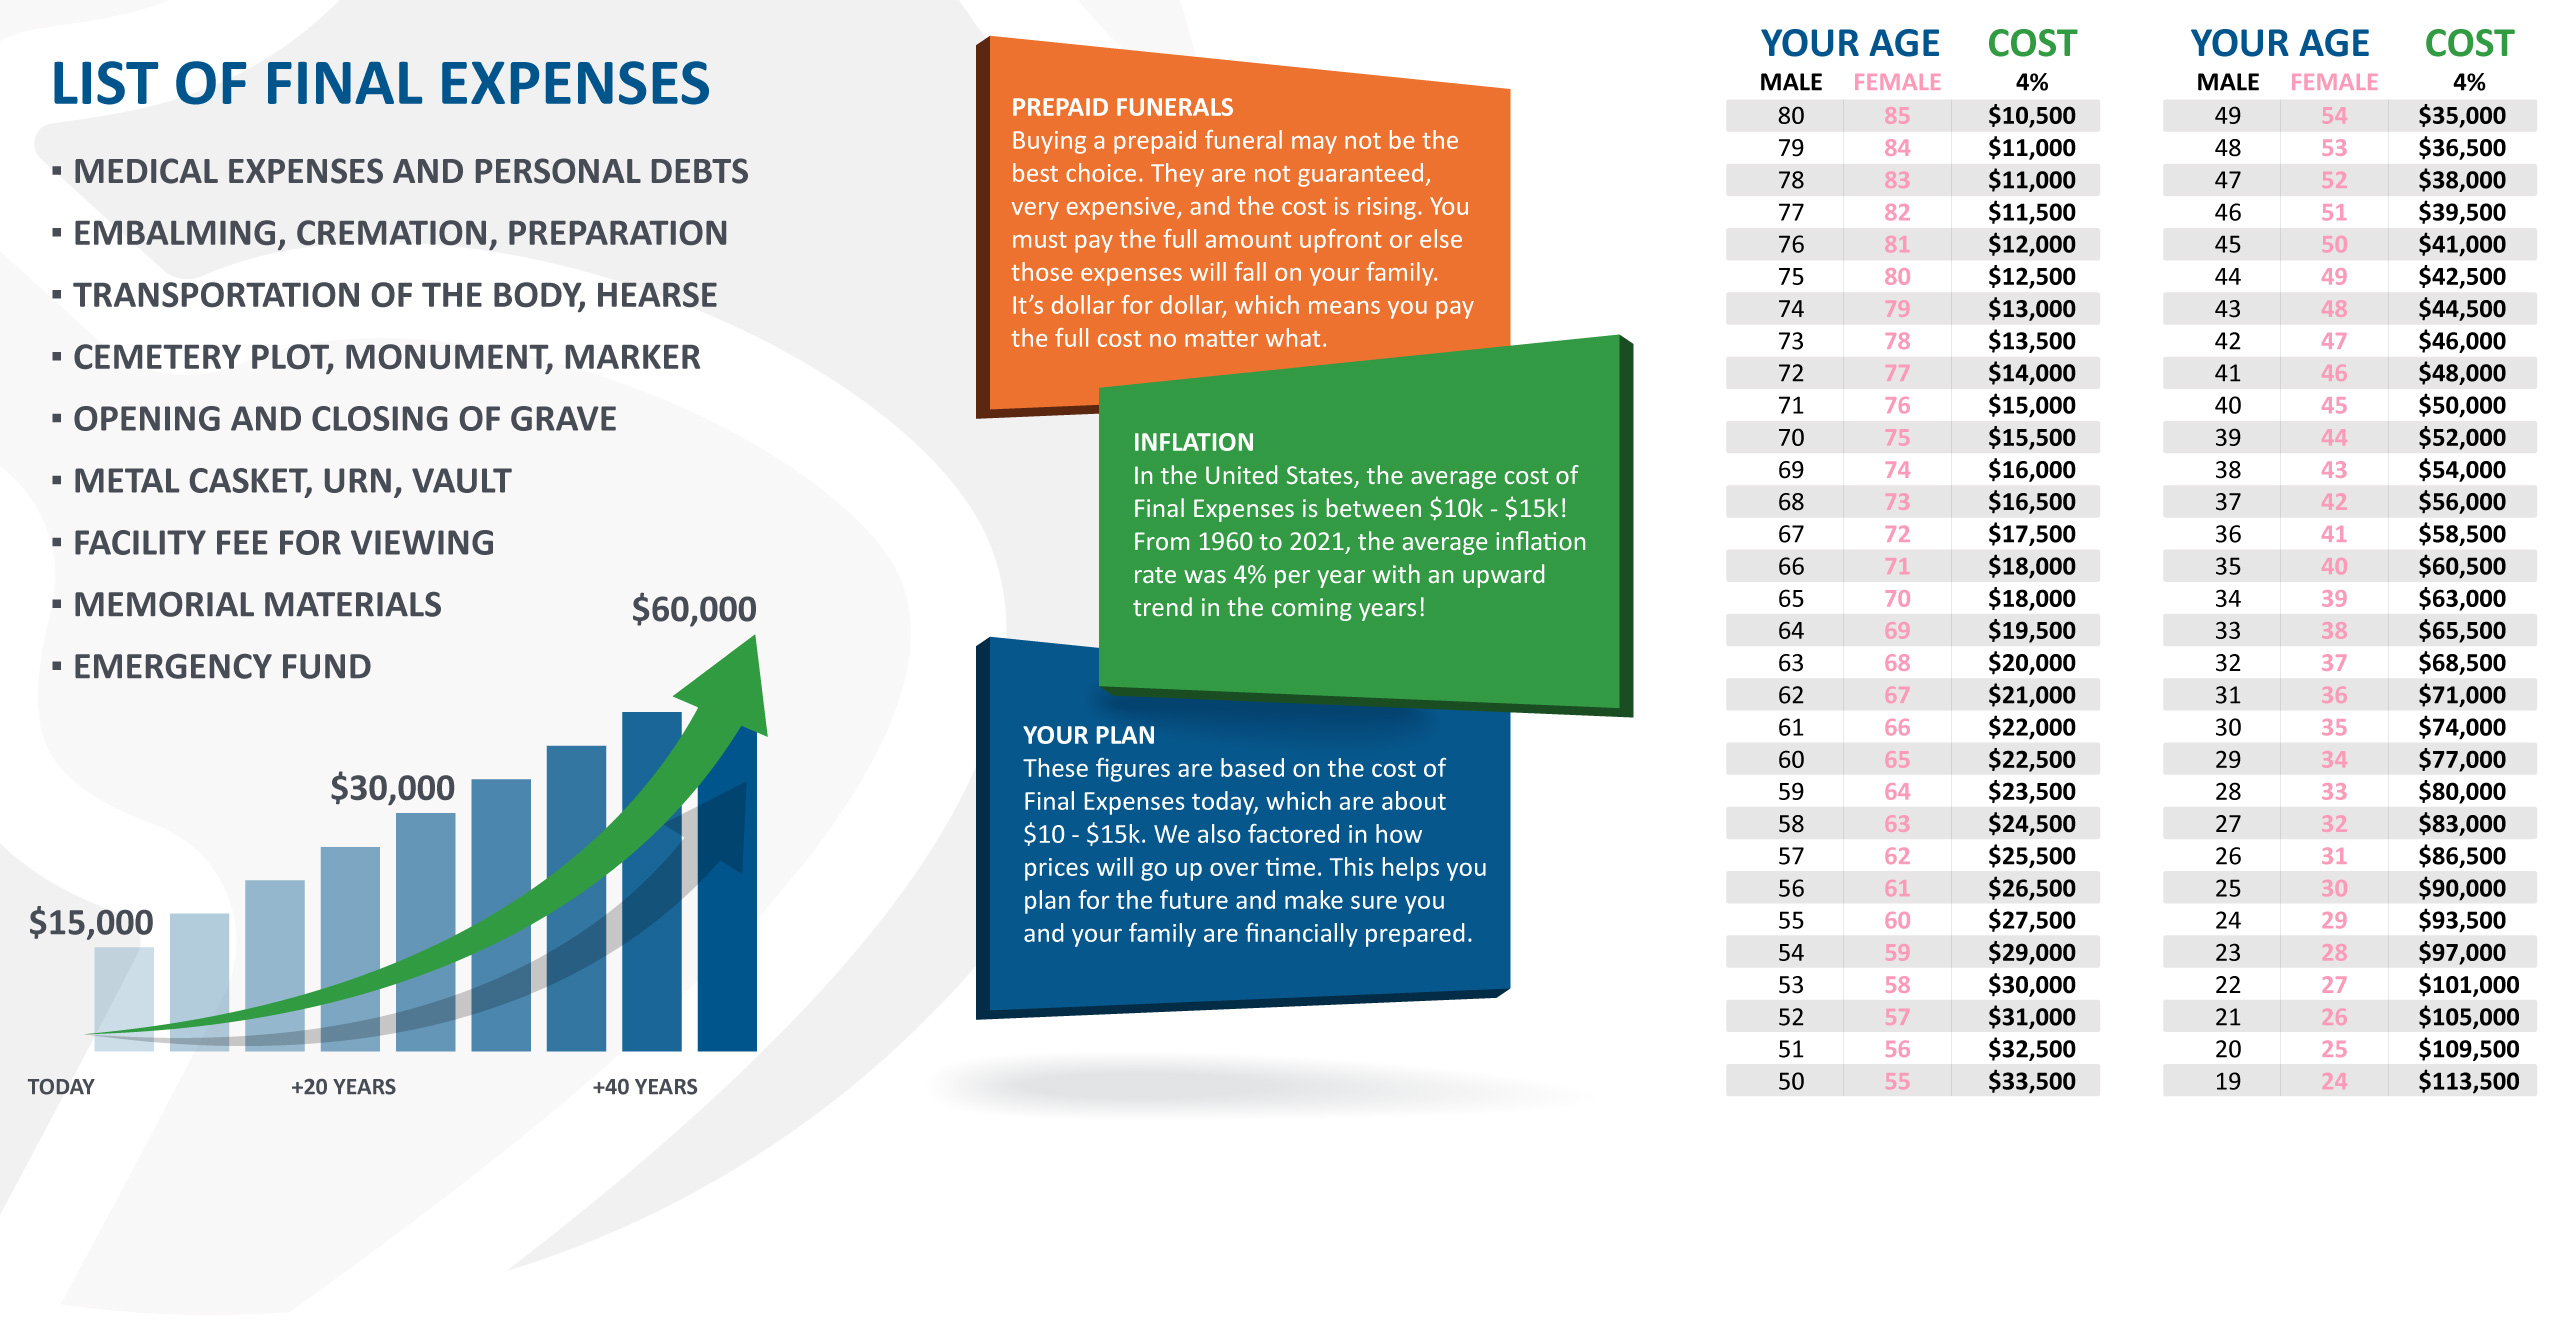 LIST OF FINAL EXPENSES
▪ MEDICAL EXPENSES AND PERSONAL DEBTS
▪ EMBALMING, CREMATION, PREPARATION
▪ TRANSPORTATION OF THE BODY, HEARSE
▪ CEMETERY PLOT, MONUMENT, MARKER
▪ OPENING AND CLOSING OF GRAVE
▪ METAL CASKET, URN, VAULT
▪ FACILITY FEE FOR VIEWING
▪ MEMORIAL MATERIALS
▪ EMERGENCY FUND
$60,000
$30,000
$15,000
TODAY +20 YEARS +40 YEARS
PREPAID FUNERALS
Buying a prepaid funeral may not be the
best choice. They are not guaranteed,
very expensive, and the cost is rising. You
must pay the full amount upfront or else
those expenses will fall on your family.
It’s dollar for dollar, which means you pay
the full cost no matter what.
INFLATION
In the United States, the average cost of
Final Expenses is between $10k - $15k!
From 1960 to 2021, the average inflation
rate was 4% per year with an upward
trend in the coming years!
YOUR PLAN
These figures are based on the cost of
Final Expenses today, which are about
$10 - $15k. We also factored in how
prices will go up over time. This helps you
plan for the future and make sure you
and your family are financially prepared.
YOUR AGE COST
MALE FEMALE 4%
80 85 $10,500
79 84 $11,000
78 83 $11,000
77 82 $11,500
76 81 $12,000
75 80 $12,500
74 79 $13,000
73 78 $13,500
72 77 $14,000
71 76 $15,000
70 75 $15,500
69 74 $16,000
68 73 $16,500
67 72 $17,500
66 71 $18,000
65 70 $18,000
64 69 $19,500
63 68 $20,000
62 67 $21,000
61 66 $22,000
60 65 $22,500
59 64 $23,500
58 63 $24,500
57 62 $25,500
56 61 $26,500
55 60 $27,500
54 59 $29,000
53 58 $30,000
52 57 $31,000
51 56 $32,500
50 55 $33,500
YOUR AGE COST
MALE FEMALE 4%
49 54 $35,000
48 53 $36,500
47 52 $38,000
46 51 $39,500
45 50 $41,000
44 49 $42,500
43 48 $44,500
42 47 $46,000
41 46 $48,000
40 45 $50,000
39 44 $52,000
38 43 $54,000
37 42 $56,000
36 41 $58,500
35 40 $60,500
34 39 $63,000
33 38 $65,500
32 37 $68,500
31 36 $71,000
30 35 $74,000
29 34 $77,000
28 33 $80,000
27 32 $83,000
26 31 $86,500
25 30 $90,000
24 29 $93,500
23 28 $97,000
22 27 $101,000
21 26 $105,000
20 25 $109,500
19 24 $113,500